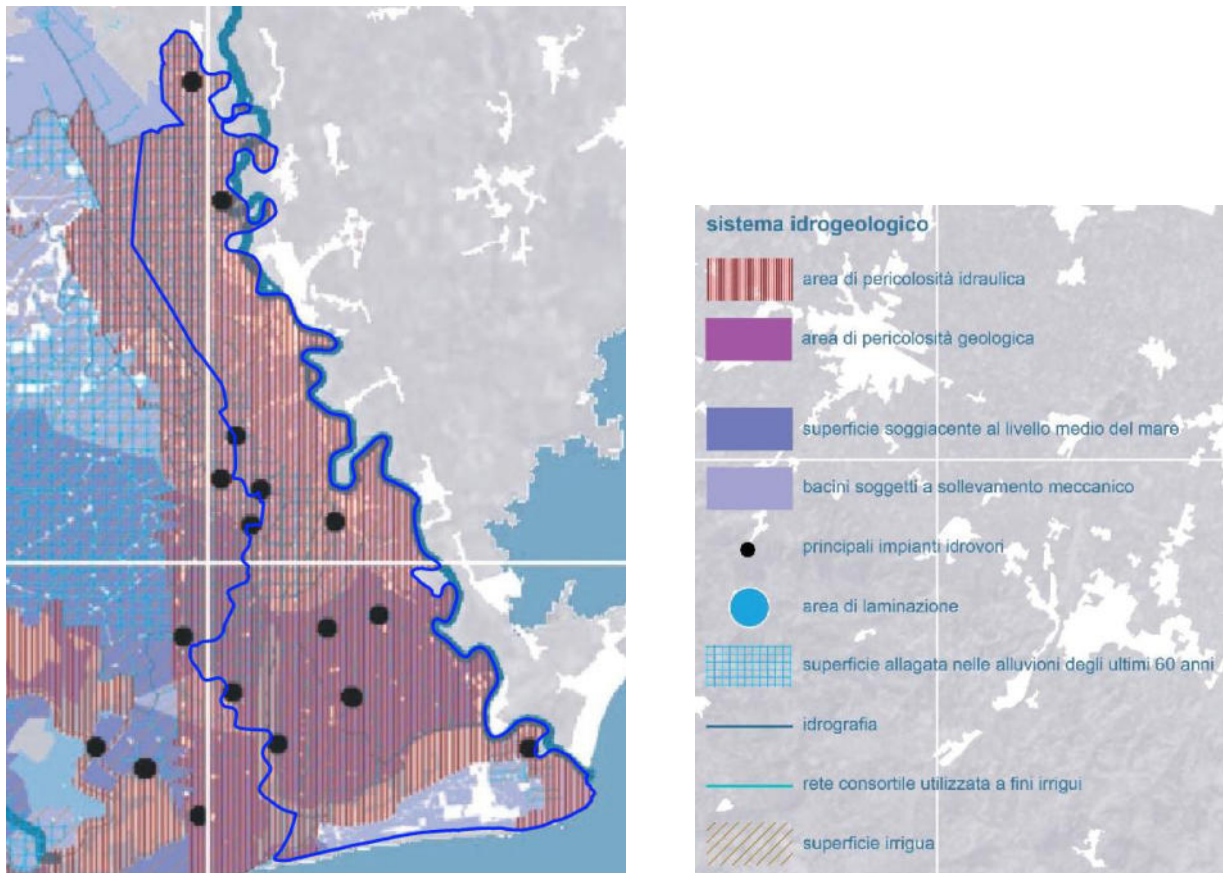 sistema idrogeologico
area di pericolosità idraulica
area di pericolosità geologica
superficie soggiacente al livello medio del mare
bacini soggetti a sollevamento meccanico
principali impianti idrovori
area di laminazione
superficie allagata nelle alluvioni degli ultimi 60 anni
idrografia
rete consortile utilizzata a fini irrigui
superficie irrigua